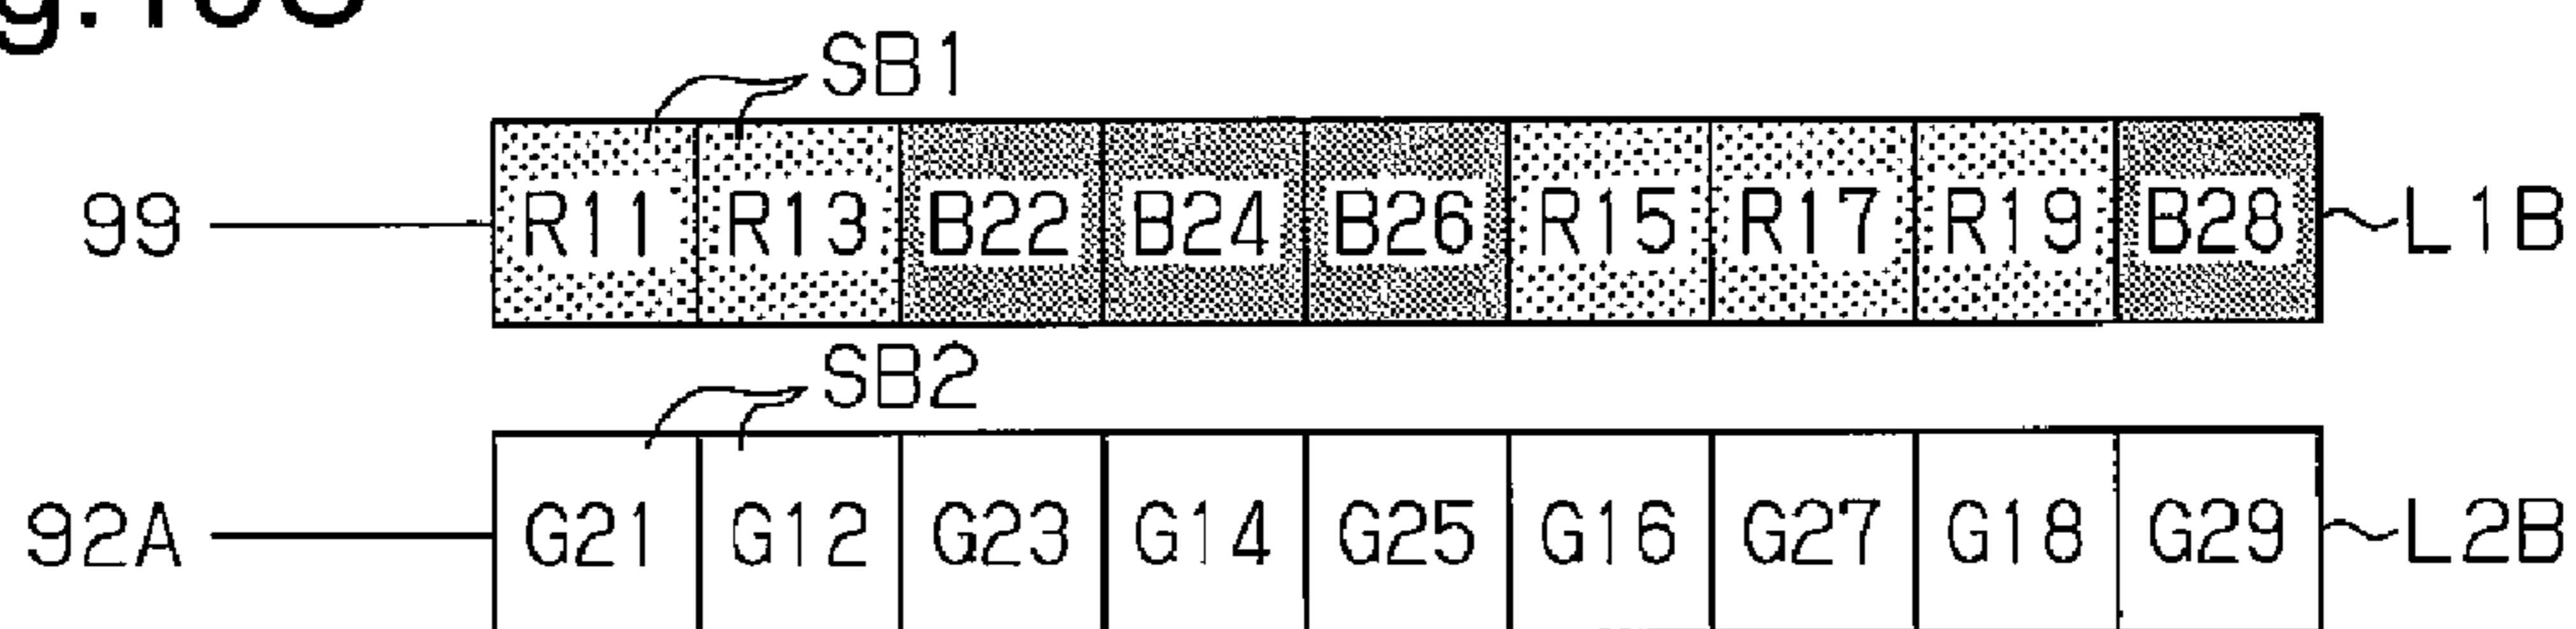 SB1
99 R11 R13 B22 B24 B26 R15 R17 R19 B28 L1B
SB2
92A G21 G12 G23 G14 G25 G16 G27 G18 G29 L2B